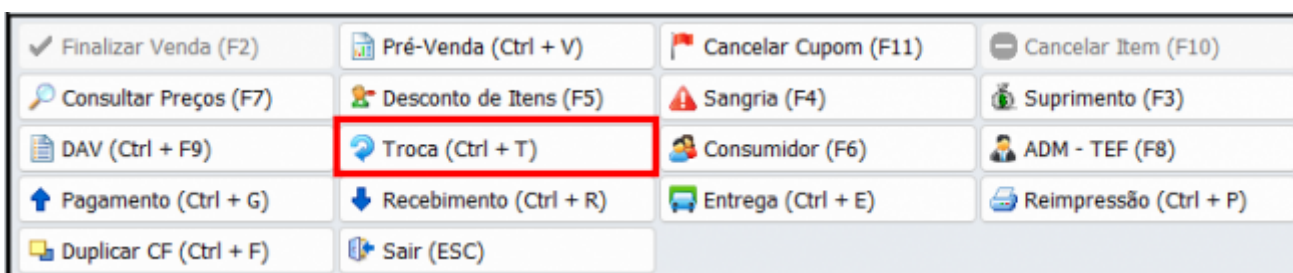 Finalizar Venda (F2) Pré-Venda (Ctrl + V) Cancelar Cupom (F11) Cancelar Item (F10)
Consultar Preços (F7) Desconto de Itens (F5) Sangria (F4) Suprimento (F3)
DAV (Ctrl + F9) Troca (Ctrl + T) Consumidor (F6) ADM - TEF (F8)
Pagamento (Ctrl + G) Recebimento (Ctrl + R) Entrega (Ctrl + E) Reimpressão (Ctrl + P)
Duplicar CF (Ctrl + F) Sair (ESC)